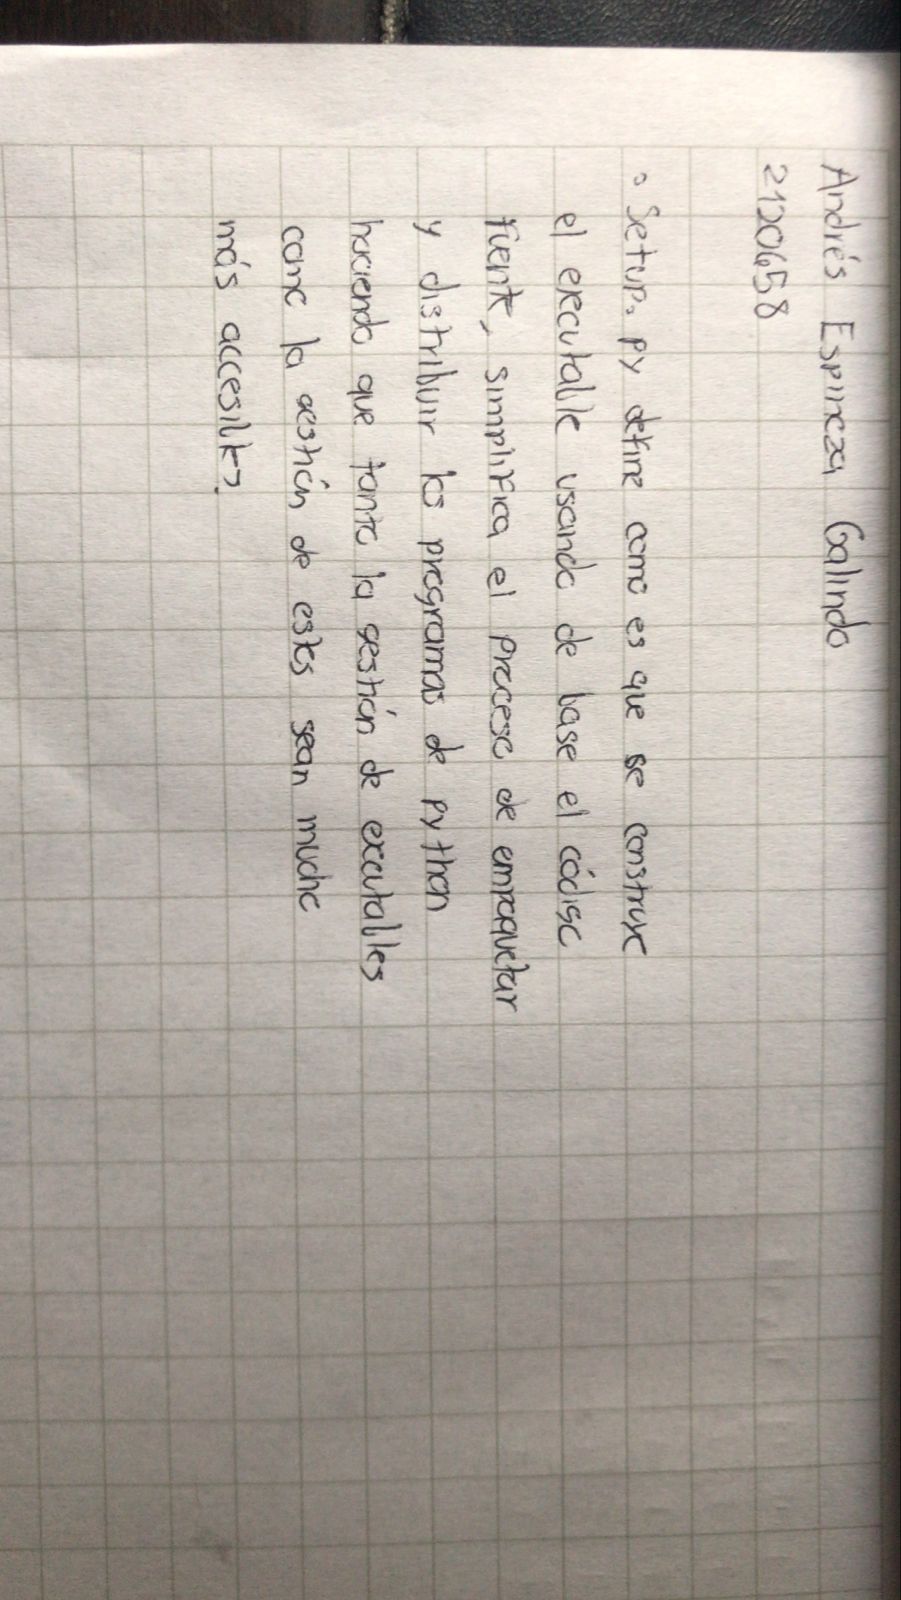 Andrés Espinoza Galindo
2120658
◦ Setup.py define como es que se construye
el ejecutable usando de base el código
fuente, simplifica el proceso de empaquetar
y distribuir los programas de python
haciendo que tanto la gestión de executables
como la gestión de estos sean mucho
más accesibles.